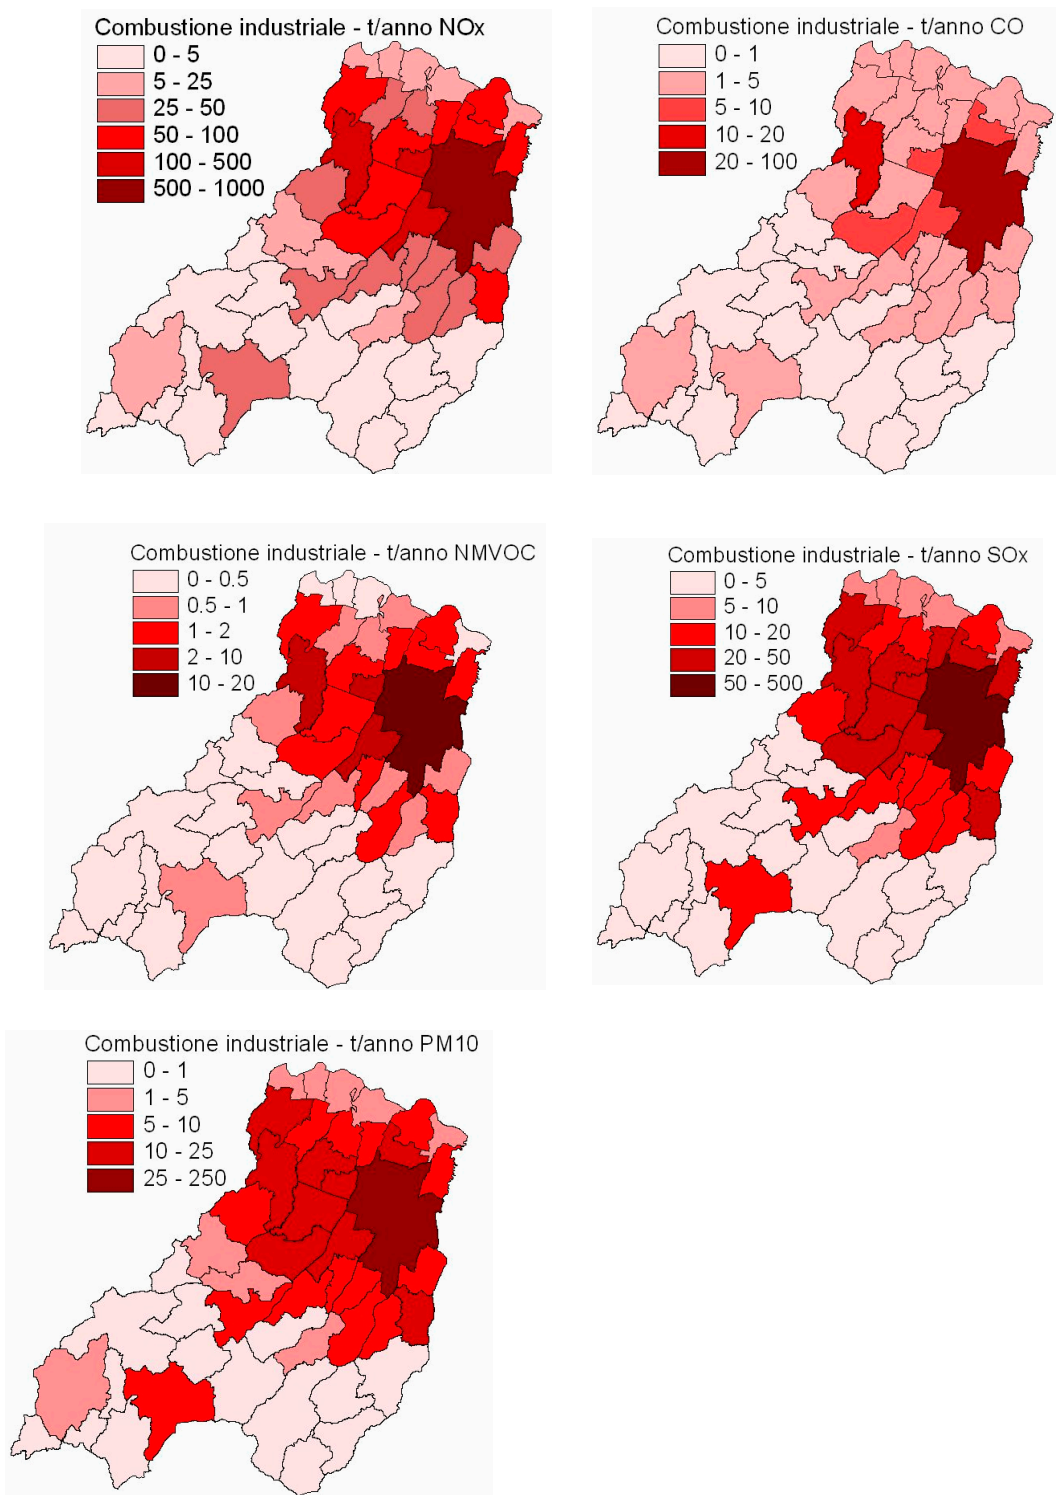 Combustione industriale - t/anno NOx
0 - 5
5 - 25
25 - 50
50 - 100
100 - 500
500 - 1000
Combustione industriale - t/anno CO
0 - 1
1 - 5
5 - 10
10 - 20
20 - 100
Combustione industriale - t/anno NMVOC
0 - 0.5
0.5 - 1
1 - 2
2 - 10
10 - 20
Combustione industriale - t/anno SOx
0 - 5
5 - 10
10 - 20
20 - 50
50 - 500
Combustione industriale - t/anno PM10
0 - 1
1 - 5
5 - 10
10 - 25
25 - 250